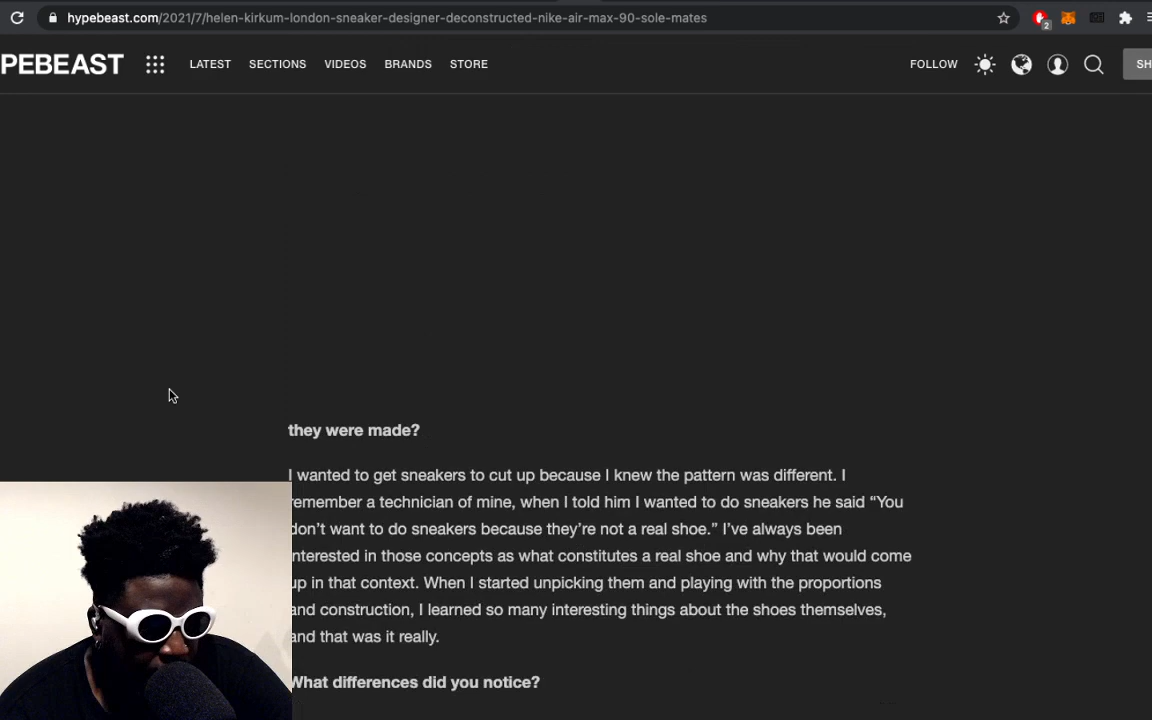 hypebeast.com/2021/7/helen-kirkum-london-sneaker-designer-deconstructed-nike-air-max-90-sole-mates
2
PEBEAST LATEST SECTIONS VIDEOS BRANDS STORE FOLLOW SH
they were made?
I wanted to get sneakers to cut up because I knew the pattern was different. I
remember a technician of mine, when I told him I wanted to do sneakers he said “You
don’t want to do sneakers because they’re not a real shoe.” I’ve always been
interested in those concepts as what constitutes a real shoe and why that would come
up in that context. When I started unpicking them and playing with the proportions
and construction, I learned so many interesting things about the shoes themselves,
and that was it really.
What differences did you notice?